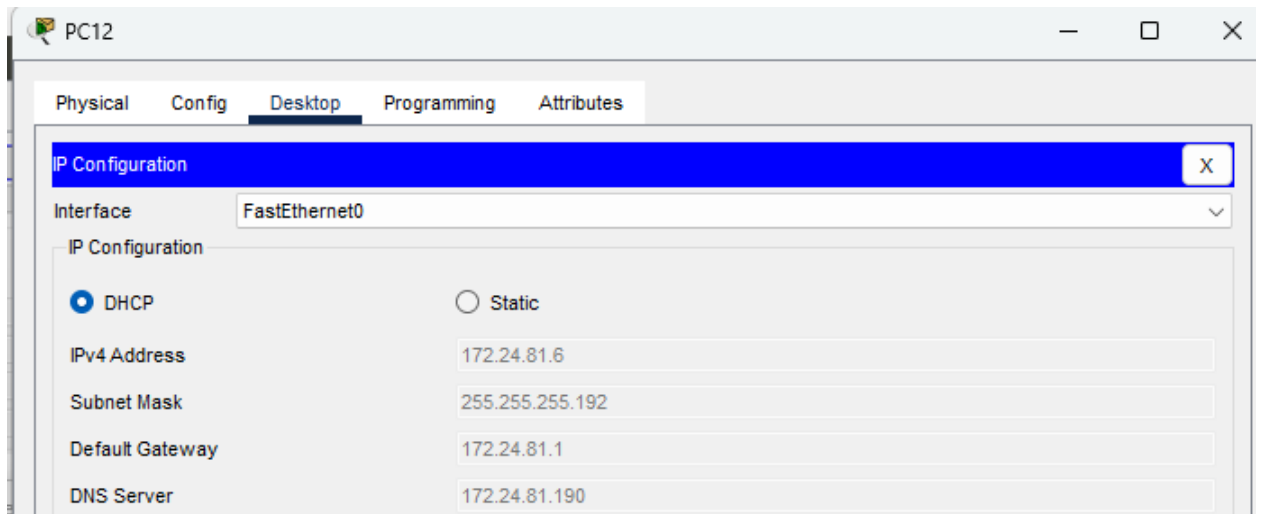 PC12
Physical Config Desktop Programming Attributes
IP Configuration X
Interface FastEthernet0
IP Configuration
DHCP Static
IPv4 Address 172.24.81.6
Subnet Mask 255.255.255.192
Default Gateway 172.24.81.1
DNS Server 172.24.81.190